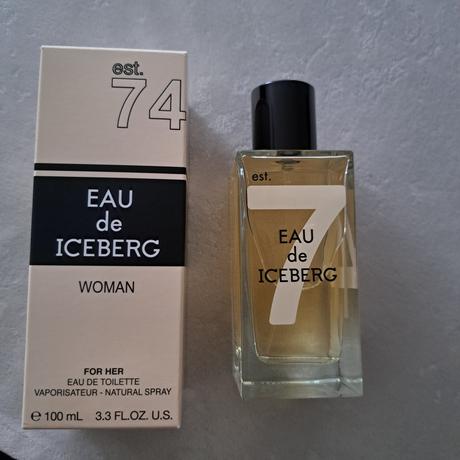 est.
74
EAU
de
ICEBERG
WOMAN
FOR HER
EAU DE TOILETTE
VAPORISATEUR - NATURAL SPRAY
℮ 100 mL 3.3 FL.OZ. U.S.
est.
7
EAU
de
ICEBERG